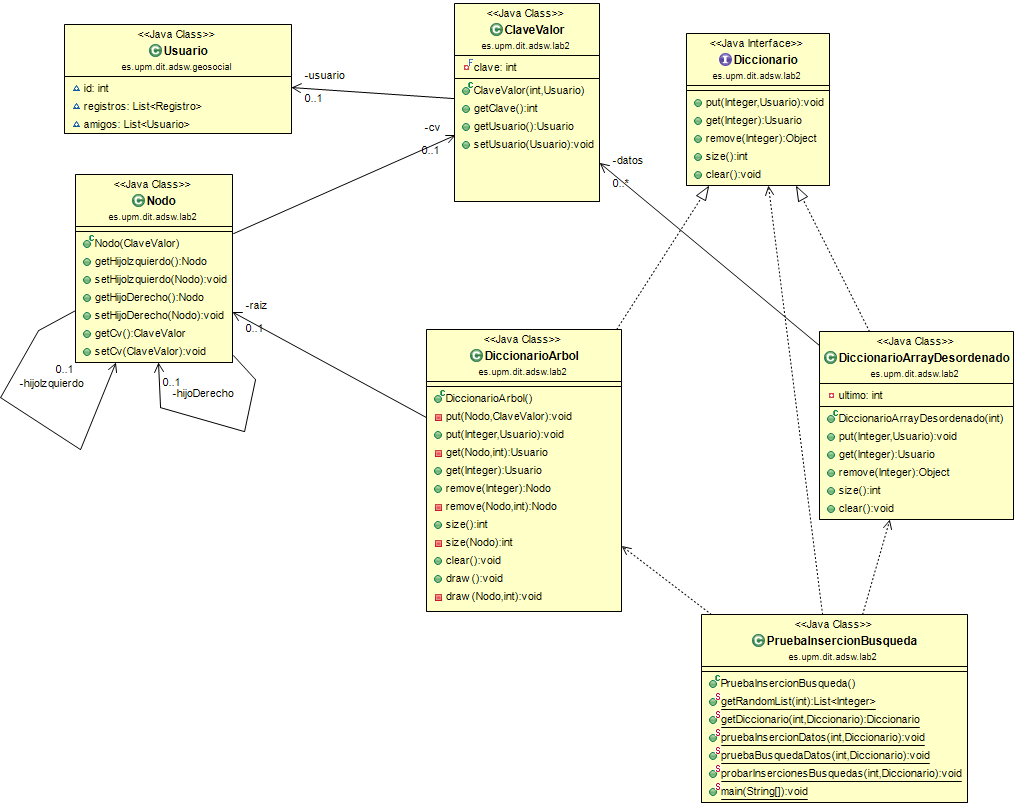 <<Java Class>>
Usuario
es.upm.dit.adsw.geosocial
id: int
registros: List<Registro>
amigos: List<Usuario>
-usuario
0..1
<<Java Class>>
ClaveValor
es.upm.dit.adsw.lab2
clave: int
ClaveValor(int,Usuario)
getClave():int
getUsuario():Usuario
setUsuario(Usuario):void
-cv
0..1
<<Java Interface>>
Diccionario
es.upm.dit.adsw.lab2
put(Integer,Usuario):void
get(Integer):Usuario
remove(Integer):Object
size():int
clear():void
-datos
0..*
<<Java Class>>
Nodo
es.upm.dit.adsw.lab2
Nodo(ClaveValor)
getHijoIzquierdo():Nodo
setHijoIzquierdo(Nodo):void
getHijoDerecho():Nodo
setHijoDerecho(Nodo):void
getCv():ClaveValor
setCv(ClaveValor):void
0..1
-hijoIzquierdo
0..1
-hijoDerecho
-raiz
0..1
<<Java Class>>
DiccionarioArbol
es.upm.dit.adsw.lab2
DiccionarioArbol()
put(Nodo,ClaveValor):void
put(Integer,Usuario):void
get(Nodo,int):Usuario
get(Integer):Usuario
remove(Integer):Nodo
remove(Nodo,int):Nodo
size():int
size(Nodo):int
clear():void
draw ():void
draw (Nodo,int):void
<<Java Class>>
DiccionarioArrayDesordenado
es.upm.dit.adsw.lab2
ultimo: int
DiccionarioArrayDesordenado(int)
put(Integer,Usuario):void
get(Integer):Usuario
remove(Integer):Object
size():int
clear():void
<<Java Class>>
PruebaInsercionBusqueda
es.upm.dit.adsw.lab2
PruebaInsercionBusqueda()
getRandomList(int):List<Integer>
getDiccionario(int,Diccionario):Diccionario
pruebaInsercionDatos(int,Diccionario):void
pruebaBusquedaDatos(int,Diccionario):void
probarInsercionesBusquedas(int,Diccionario):void
main(String[]):void